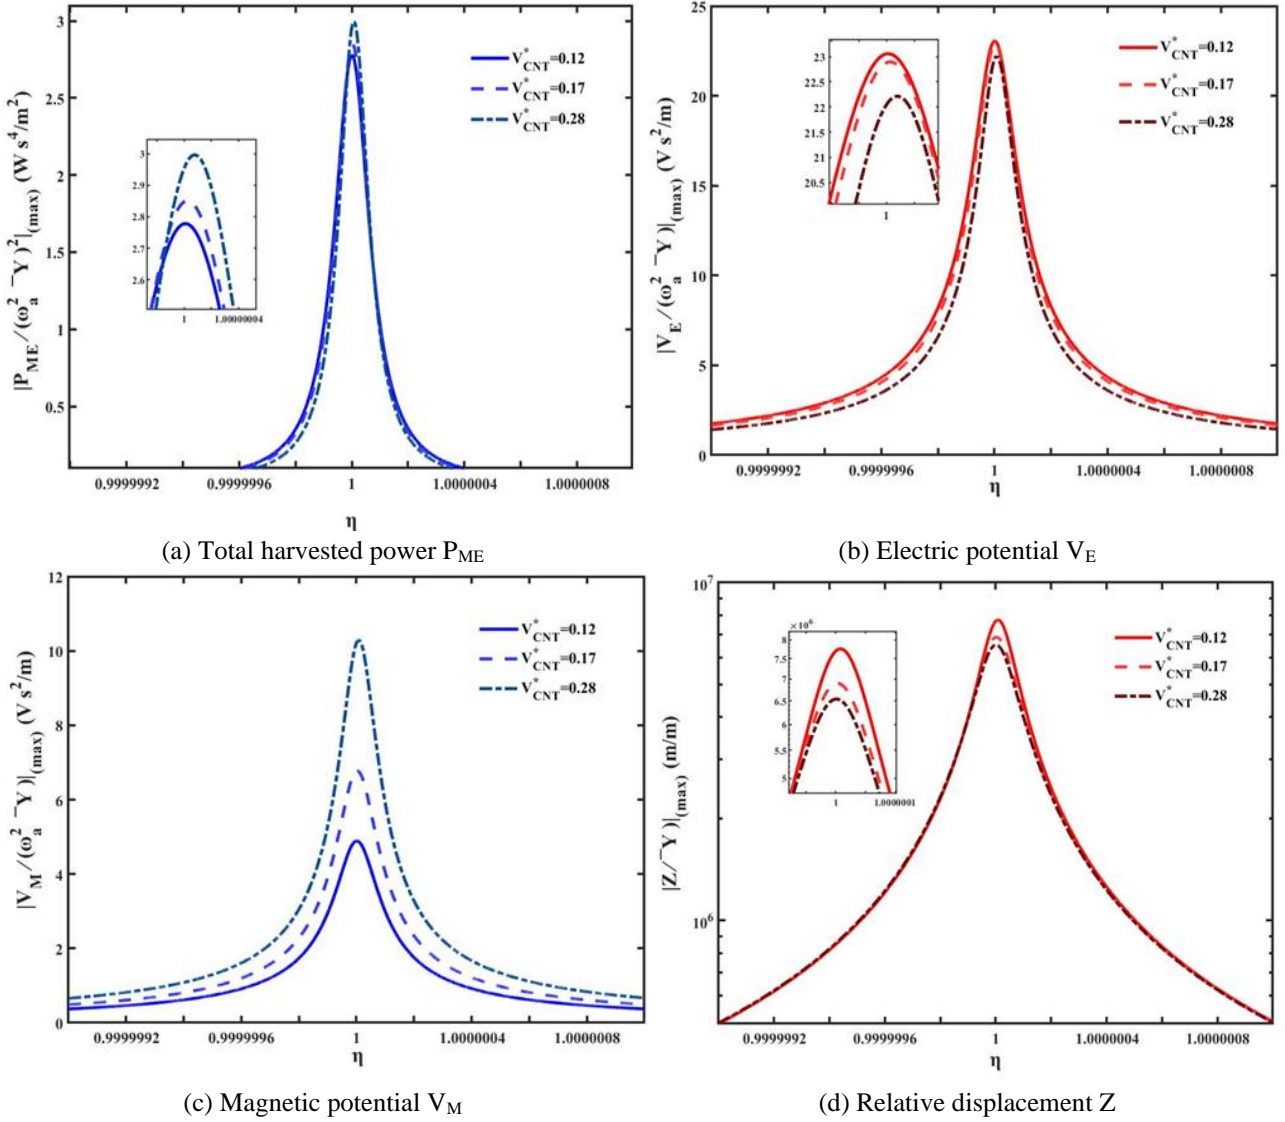 |P_ME/(ω_a^2 ¯Y)^2|_(max) (W s^4/m^2)
3
2.5
2
1.5
1
0.5
V*_CNT=0.12
V*_CNT=0.17
V*_CNT=0.28
3
2.9
2.8
2.7
2.6
1 1.00000004
0.9999992 0.9999996 1 1.0000004 1.0000008
η
(a) Total harvested power P_ME
|V_E/(ω_a^2 ¯Y)|_(max) (V s^2/m)
25
20
15
10
5
0
V*_CNT=0.12
V*_CNT=0.17
V*_CNT=0.28
23
22.5
22
21.5
21
20.5
1
0.9999992 0.9999996 1 1.0000004 1.0000008
η
(b) Electric potential V_E
|V_M/(ω_a^2 ¯Y)|_(max) (V s^2/m)
12
10
8
6
4
2
0
V*_CNT=0.12
V*_CNT=0.17
V*_CNT=0.28
0.9999992 0.9999996 1 1.0000004 1.0000008
η
(c) Magnetic potential V_M
|Z/¯Y)|_(max) (m/m)
10^7
10^6
V*_CNT=0.12
V*_CNT=0.17
V*_CNT=0.28
×10^6
8
7.5
7
6.5
6
5.5
5
1 1.0000001
0.9999992 0.9999996 1 1.0000004 1.0000008
η
(d) Relative displacement Z